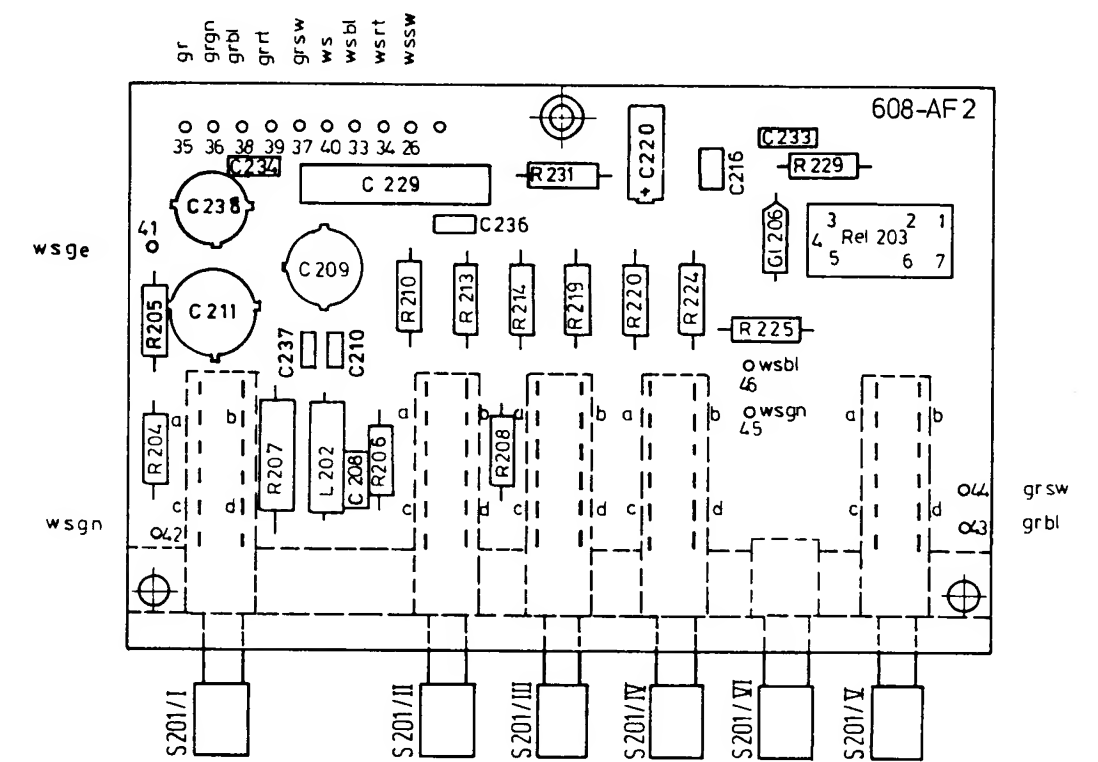 gr grgn grbl grrt grsw ws wsbl wsrt wssw
608-AF2
35 36 38 39 37 40 33 34 26
C234
C229
R231
+ C220
C216
C233
R229
C238
C236
GI 206
3 2 1
4 Rel 203
5 6 7
41
wsge
C209
R205
C211
R210
R213
R214
R219
R220
R224
R225
C237
C210
wsbl
46
wsgn
45
a b
a b
a b
a b
a b
R204
R207
L202
C208
R206
R208
c d
c d
c d
c d
c d
44 grsw
43 grbl
wsgn
42
S201/I
S201/II
S201/III
S201/IV
S201/VI
S201/V